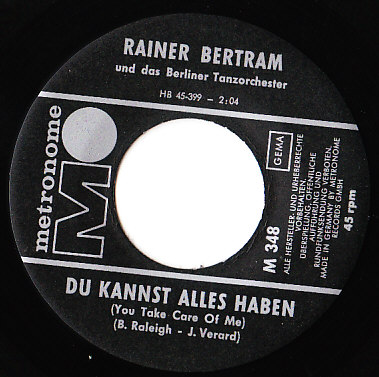 RAINER BERTRAM
und das Berliner Tanzorchester
HB 45-399 - 2:04
metronome
GEMA
M 348
ALLE HERSTELLER- UND URHEBERRECHTE
VORBEHALTEN.
ÜBERSPIELUNG, ÖFFENTLICHE
AUFFÜHRUNG UND
RUNDFUNKSENDUNG VERBOTEN.
MADE IN GERMANY BY METRONOME
RECORDS GMBH
45 rpm
DU KANNST ALLES HABEN
(You Take Care Of Me)
(B. Raleigh - J. Verard)